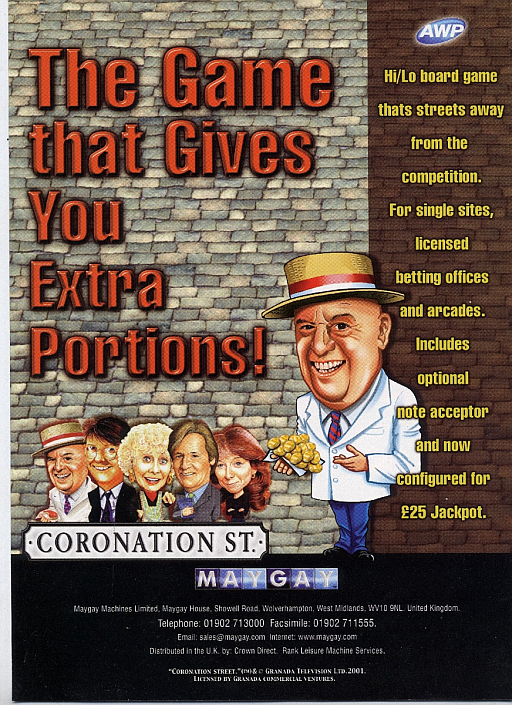 The Game
that Gives
You
Extra
Portions!
AWP
Hi/Lo board game
thats streets away
from the
competition.
For single sites,
licensed
betting offices
and arcades.
Includes
optional
note acceptor
and now
configured for
£25 Jackpot.
·CORONATION ST.·
MAYGAY
Maygay Machines Limited, Maygay House, Showell Road, Wolverhampton, West Midlands, WV10 9NL. United Kingdom.
Telephone: 01902 713000 Facsimile: 01902 711555.
Email: sales@maygay.com Internet: www.maygay.com
Distributed in the U.K. by: Crown Direct. Rank Leisure Machine Services.
"CORONATION STREET." & © GRANADA TELEVISION LTD. 2001.
LICENSED BY GRANADA COMMERCIAL VENTURES.